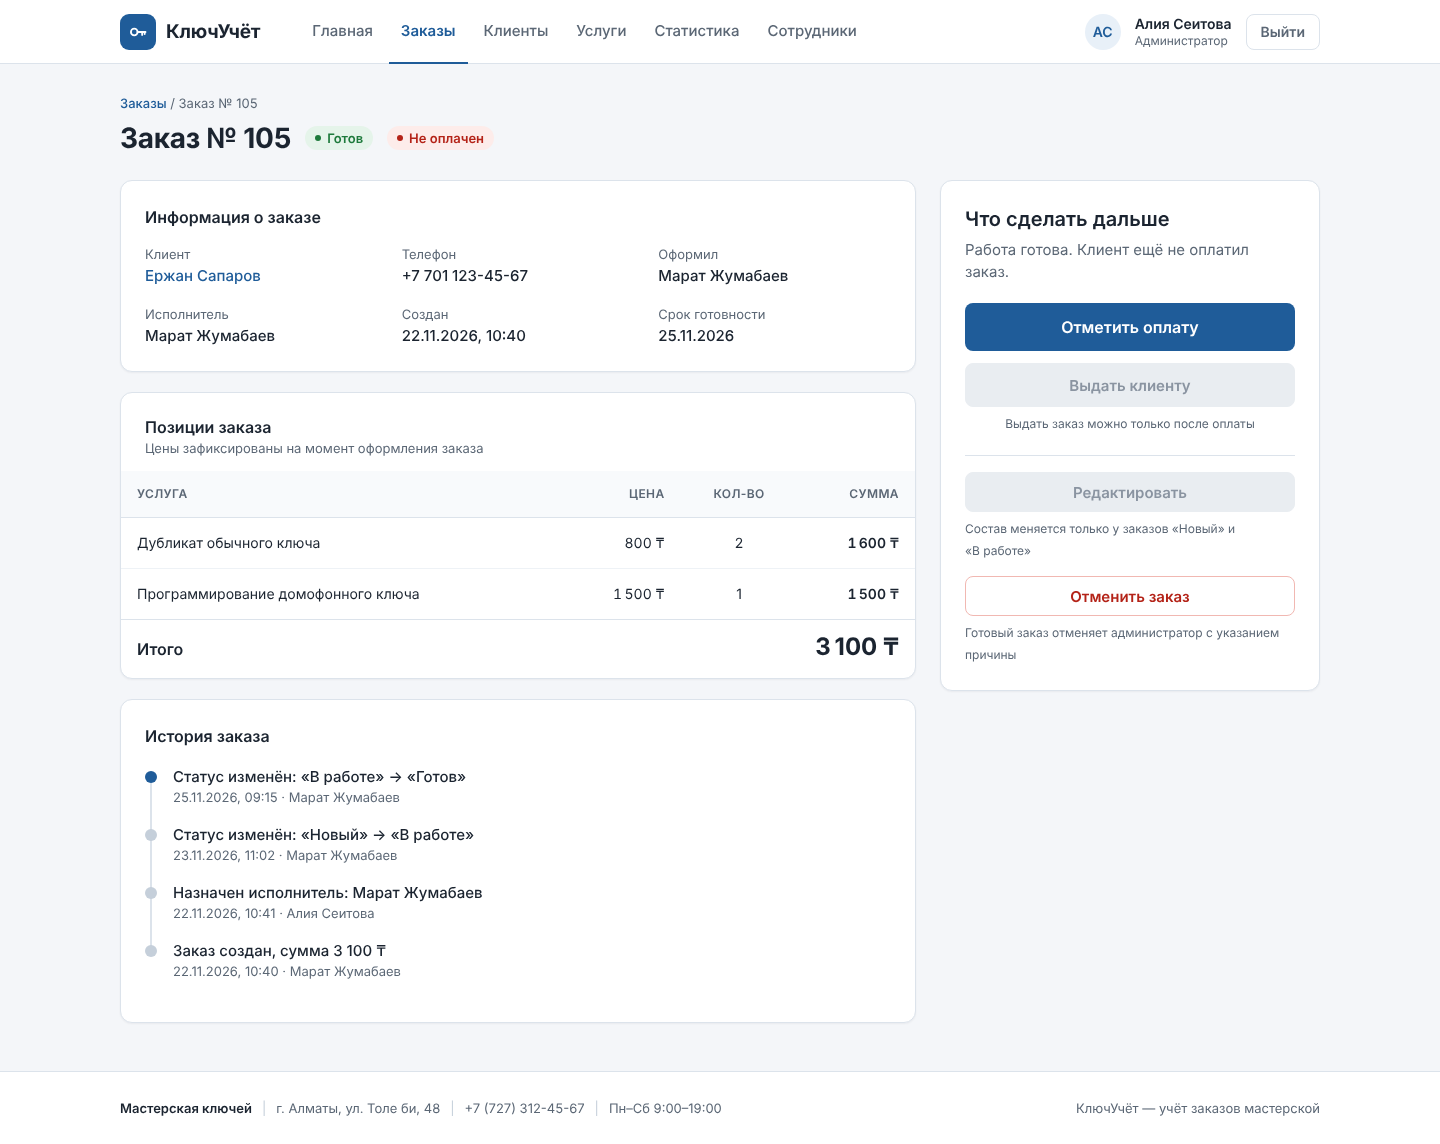 КлючУчёт
Главная
Заказы
Клиенты
Услуги
Статистика
Сотрудники
АС
Алия Сеитова
Администратор
Выйти
Заказы / Заказ № 105
Заказ № 105
Готов
Не оплачен
Информация о заказе
Клиент
Ержан Сапаров
Телефон
+7 701 123-45-67
Оформил
Марат Жумабаев
Исполнитель
Марат Жумабаев
Создан
22.11.2026, 10:40
Срок готовности
25.11.2026
Позиции заказа
Цены зафиксированы на момент оформления заказа
УСЛУГА ЦЕНА КОЛ-ВО СУММА
Дубликат обычного ключа 800 ₸ 2 1 600 ₸
Программирование домофонного ключа 1 500 ₸ 1 1 500 ₸
Итого 3 100 ₸
История заказа
Статус изменён: «В работе» → «Готов»
25.11.2026, 09:15 · Марат Жумабаев
Статус изменён: «Новый» → «В работе»
23.11.2026, 11:02 · Марат Жумабаев
Назначен исполнитель: Марат Жумабаев
22.11.2026, 10:41 · Алия Сеитова
Заказ создан, сумма 3 100 ₸
22.11.2026, 10:40 · Марат Жумабаев
Что сделать дальше
Работа готова. Клиент ещё не оплатил
заказ.
Отметить оплату
Выдать клиенту
Выдать заказ можно только после оплаты
Редактировать
Состав меняется только у заказов «Новый» и
«В работе»
Отменить заказ
Готовый заказ отменяет администратор с указанием
причины
Мастерская ключей
г. Алматы, ул. Толе би, 48
+7 (727) 312-45-67
Пн–Сб 9:00–19:00
КлючУчёт — учёт заказов мастерской